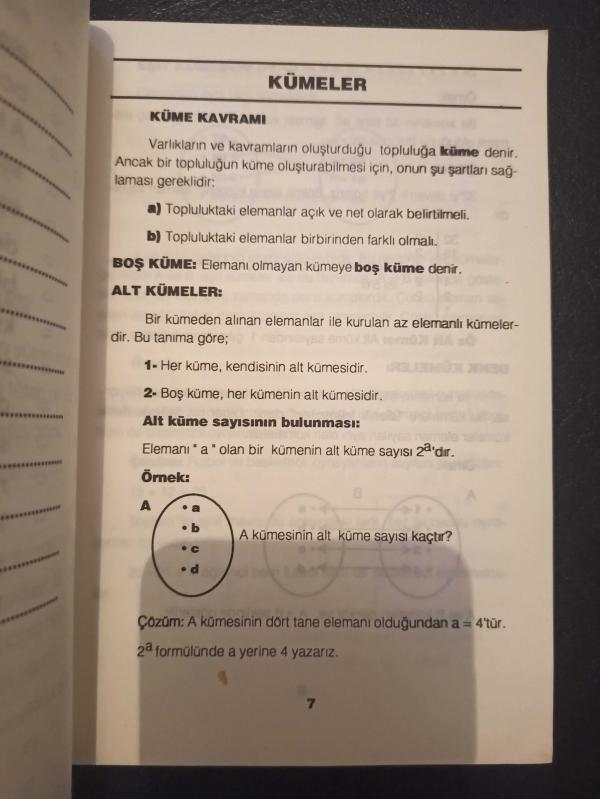 KÜMELER
KÜME KAVRAMI
Varlıkların ve kavramların oluşturduğu topluluğa küme denir.
Ancak bir topluluğun küme oluşturabilmesi için, onun şu şartları sağ-
laması gereklidir:
a) Topluluktaki elemanlar açık ve net olarak belirtilmeli.
b) Topluluktaki elemanlar birbirinden farklı olmalı.
BOŞ KÜME: Elemanı olmayan kümeye boş küme denir.
ALT KÜMELER:
Bir kümeden alınan elemanlar ile kurulan az elemanlı kümeler-
dir. Bu tanıma göre;
1- Her küme, kendisinin alt kümesidir.
2- Boş küme, her kümenin alt kümesidir.
Alt küme sayısının bulunması:
Elemanı " a " olan bir kümenin alt küme sayısı 2ᵃ'dır.
Örnek:
A
• a
• b
• c
• d
A kümesinin alt küme sayısı kaçtır?
Çözüm: A kümesinin dört tane elemanı olduğundan a = 4'tür.
2ᵃ formülünde a yerine 4 yazarız.
7